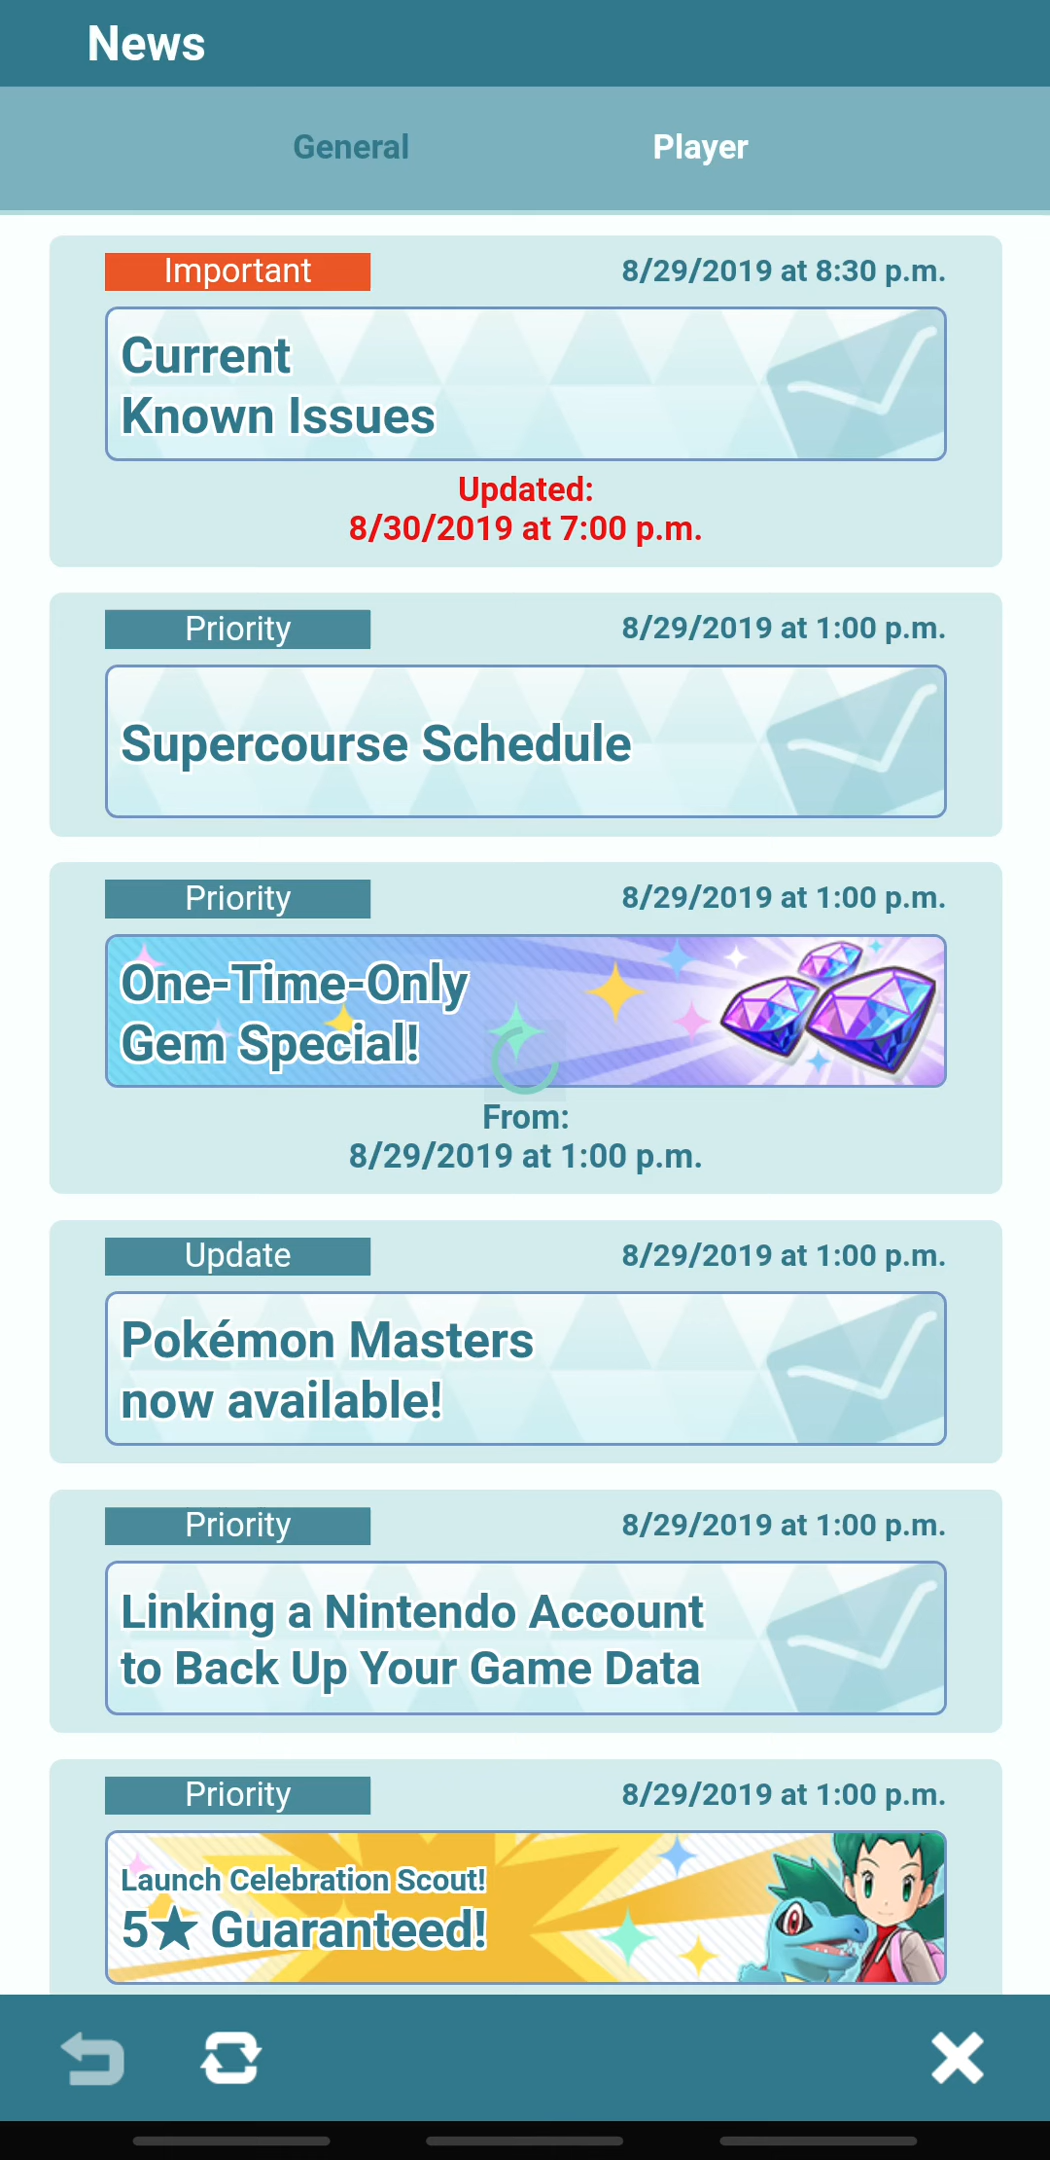 News
General
Player
Important
8/29/2019 at 8:30 p.m.
Current
Known Issues
Updated:
8/30/2019 at 7:00 p.m.
Priority
8/29/2019 at 1:00 p.m.
Supercourse Schedule
Priority
8/29/2019 at 1:00 p.m.
One-Time-Only
Gem Special!
From:
8/29/2019 at 1:00 p.m.
Update
8/29/2019 at 1:00 p.m.
Pokémon Masters
now available!
Priority
8/29/2019 at 1:00 p.m.
Linking a Nintendo Account
to Back Up Your Game Data
Priority
8/29/2019 at 1:00 p.m.
Launch Celebration Scout!
5★ Guaranteed!